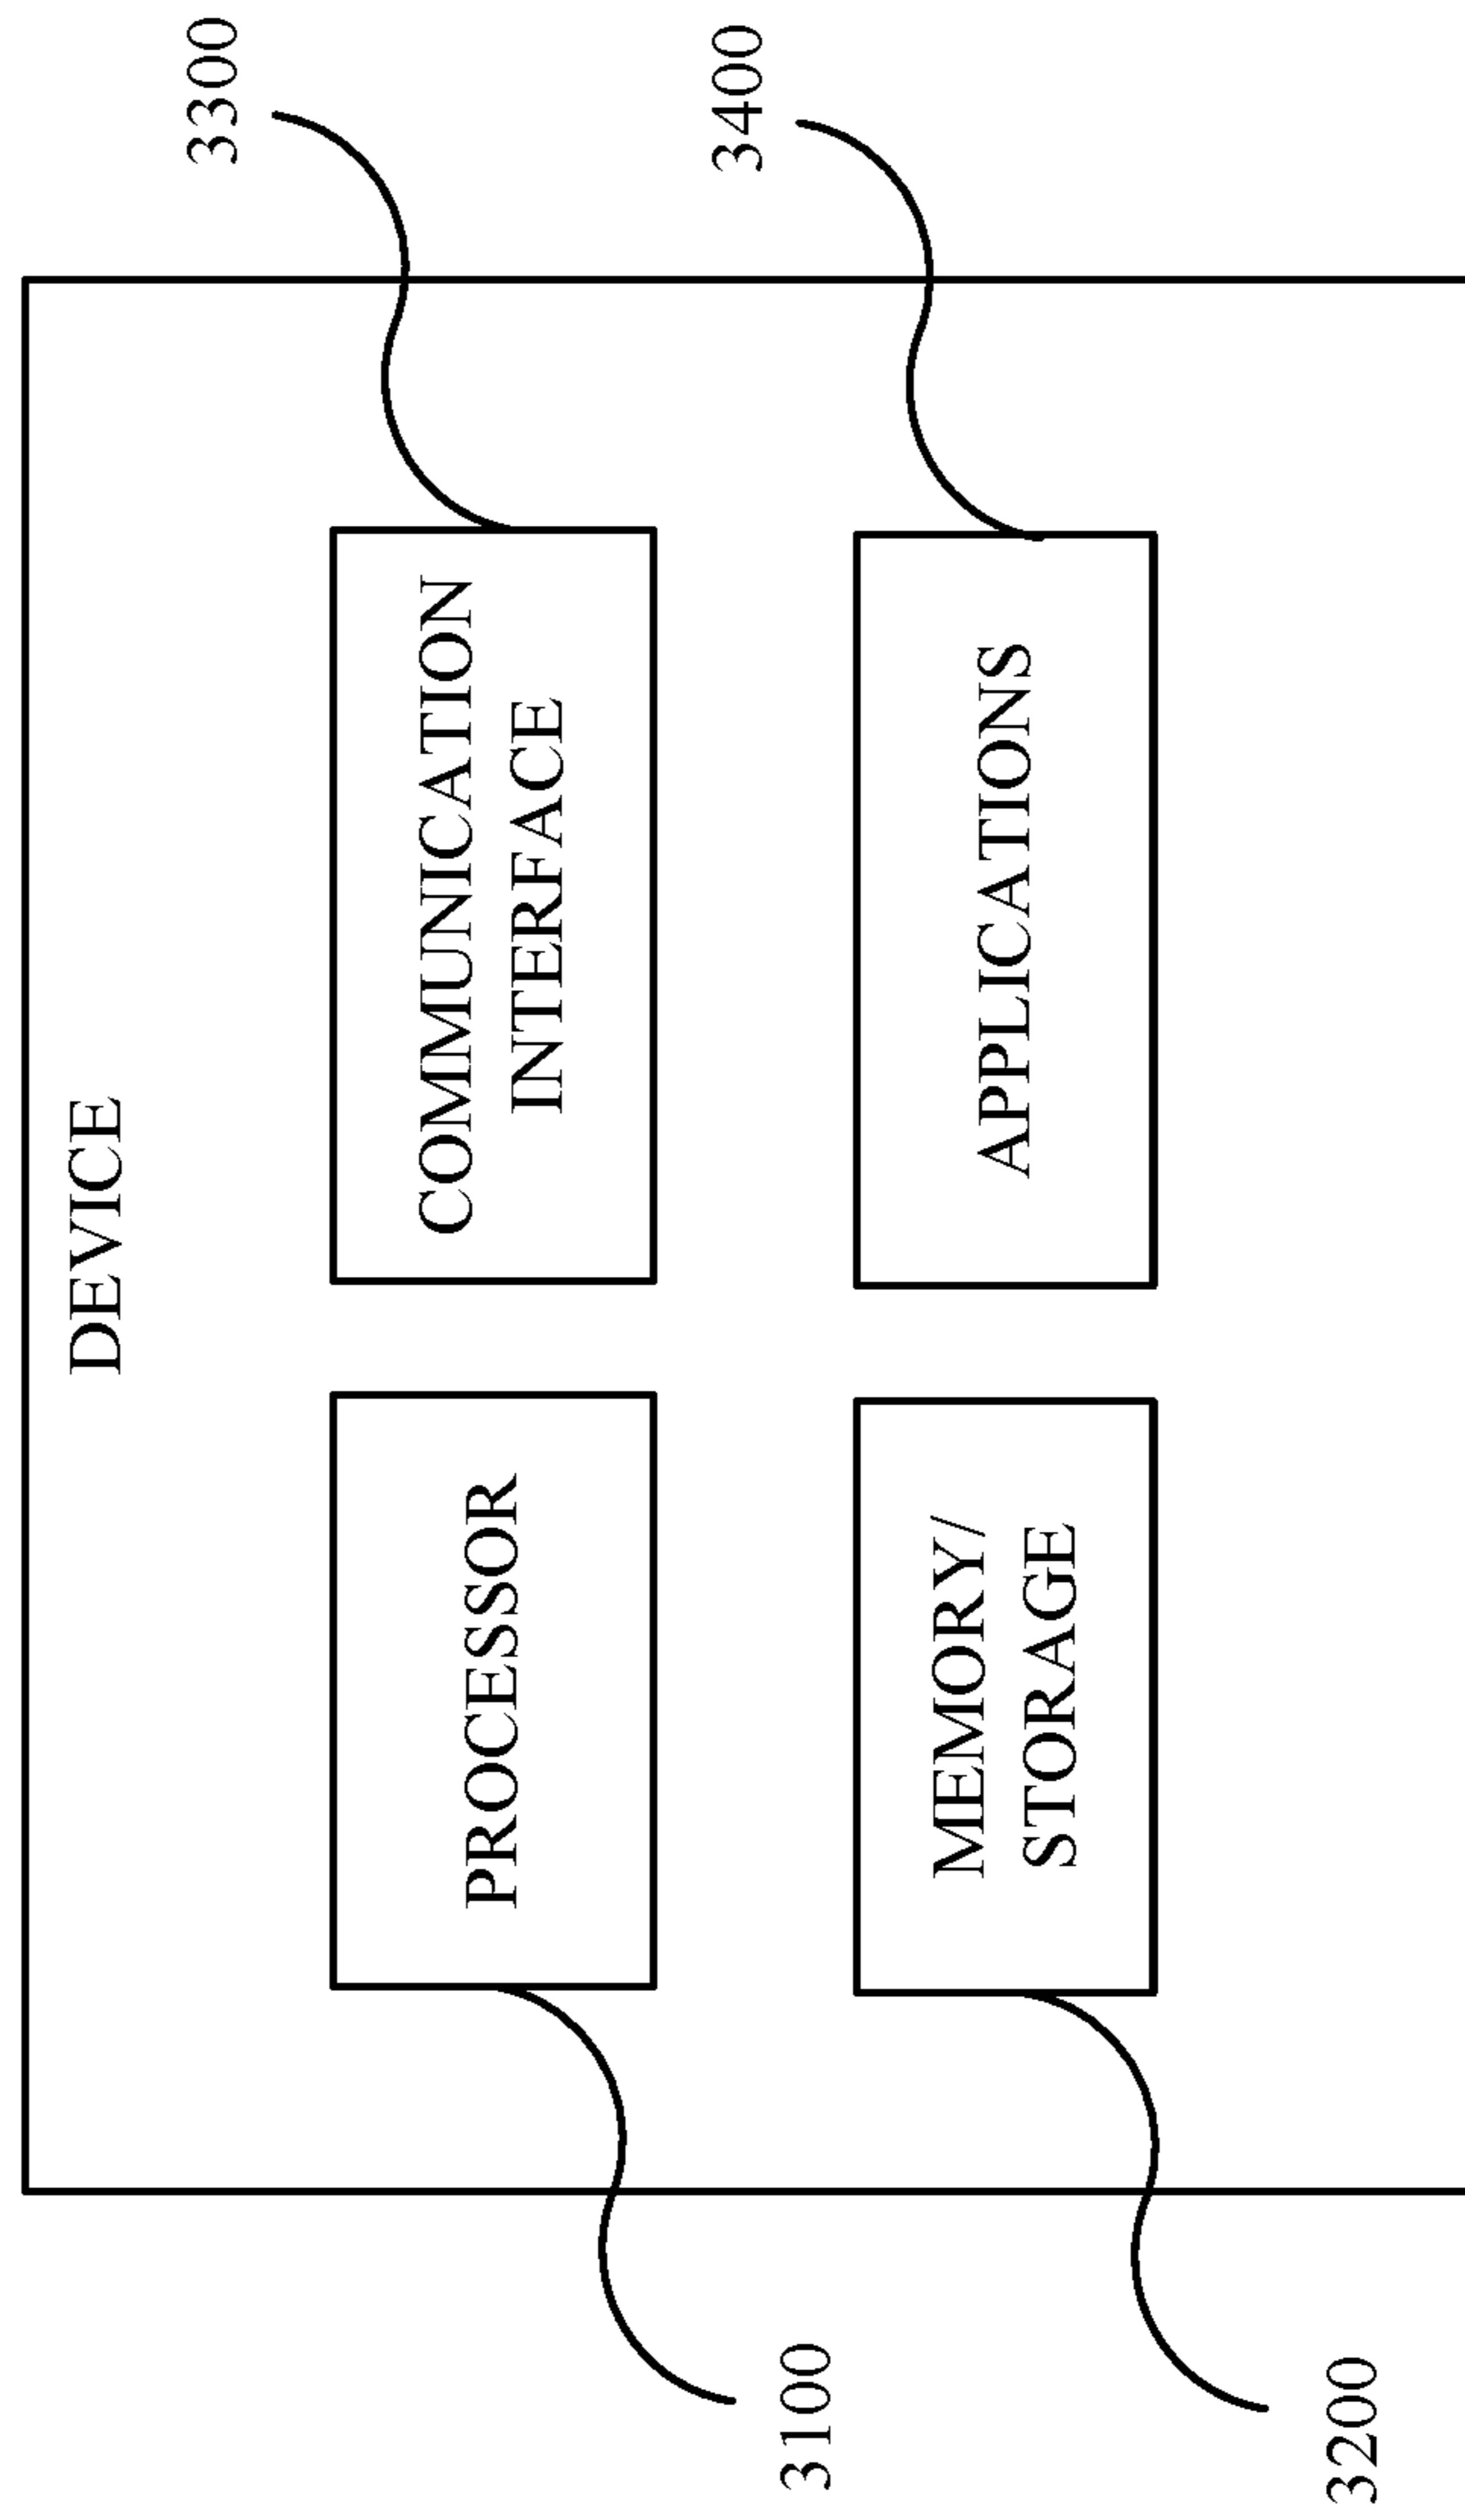 DEVICE
3300
PROCESSOR
COMMUNICATION
INTERFACE
3400
3100
MEMORY/
STORAGE
APPLICATIONS
3200